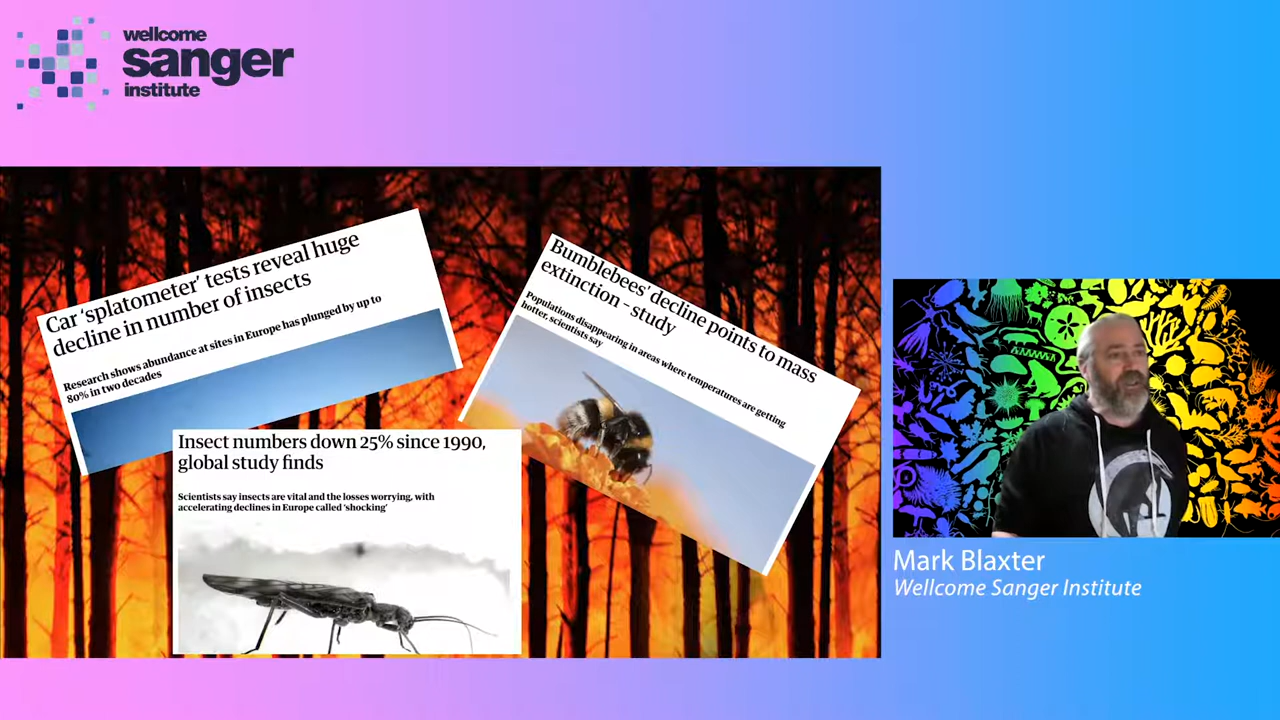 wellcome
sanger
institute
Car ‘splatometer’ tests reveal huge
decline in number of insects
Research shows abundance at sites in Europe has plunged by up to
80% in two decades
Bumblebees’ decline points to mass
extinction – study
Populations disappearing in areas where temperatures are getting
hotter, scientists say
Insect numbers down 25% since 1990,
global study finds
Scientists say insects are vital and the losses worrying, with
accelerating declines in Europe called ‘shocking’
Mark Blaxter
Wellcome Sanger Institute